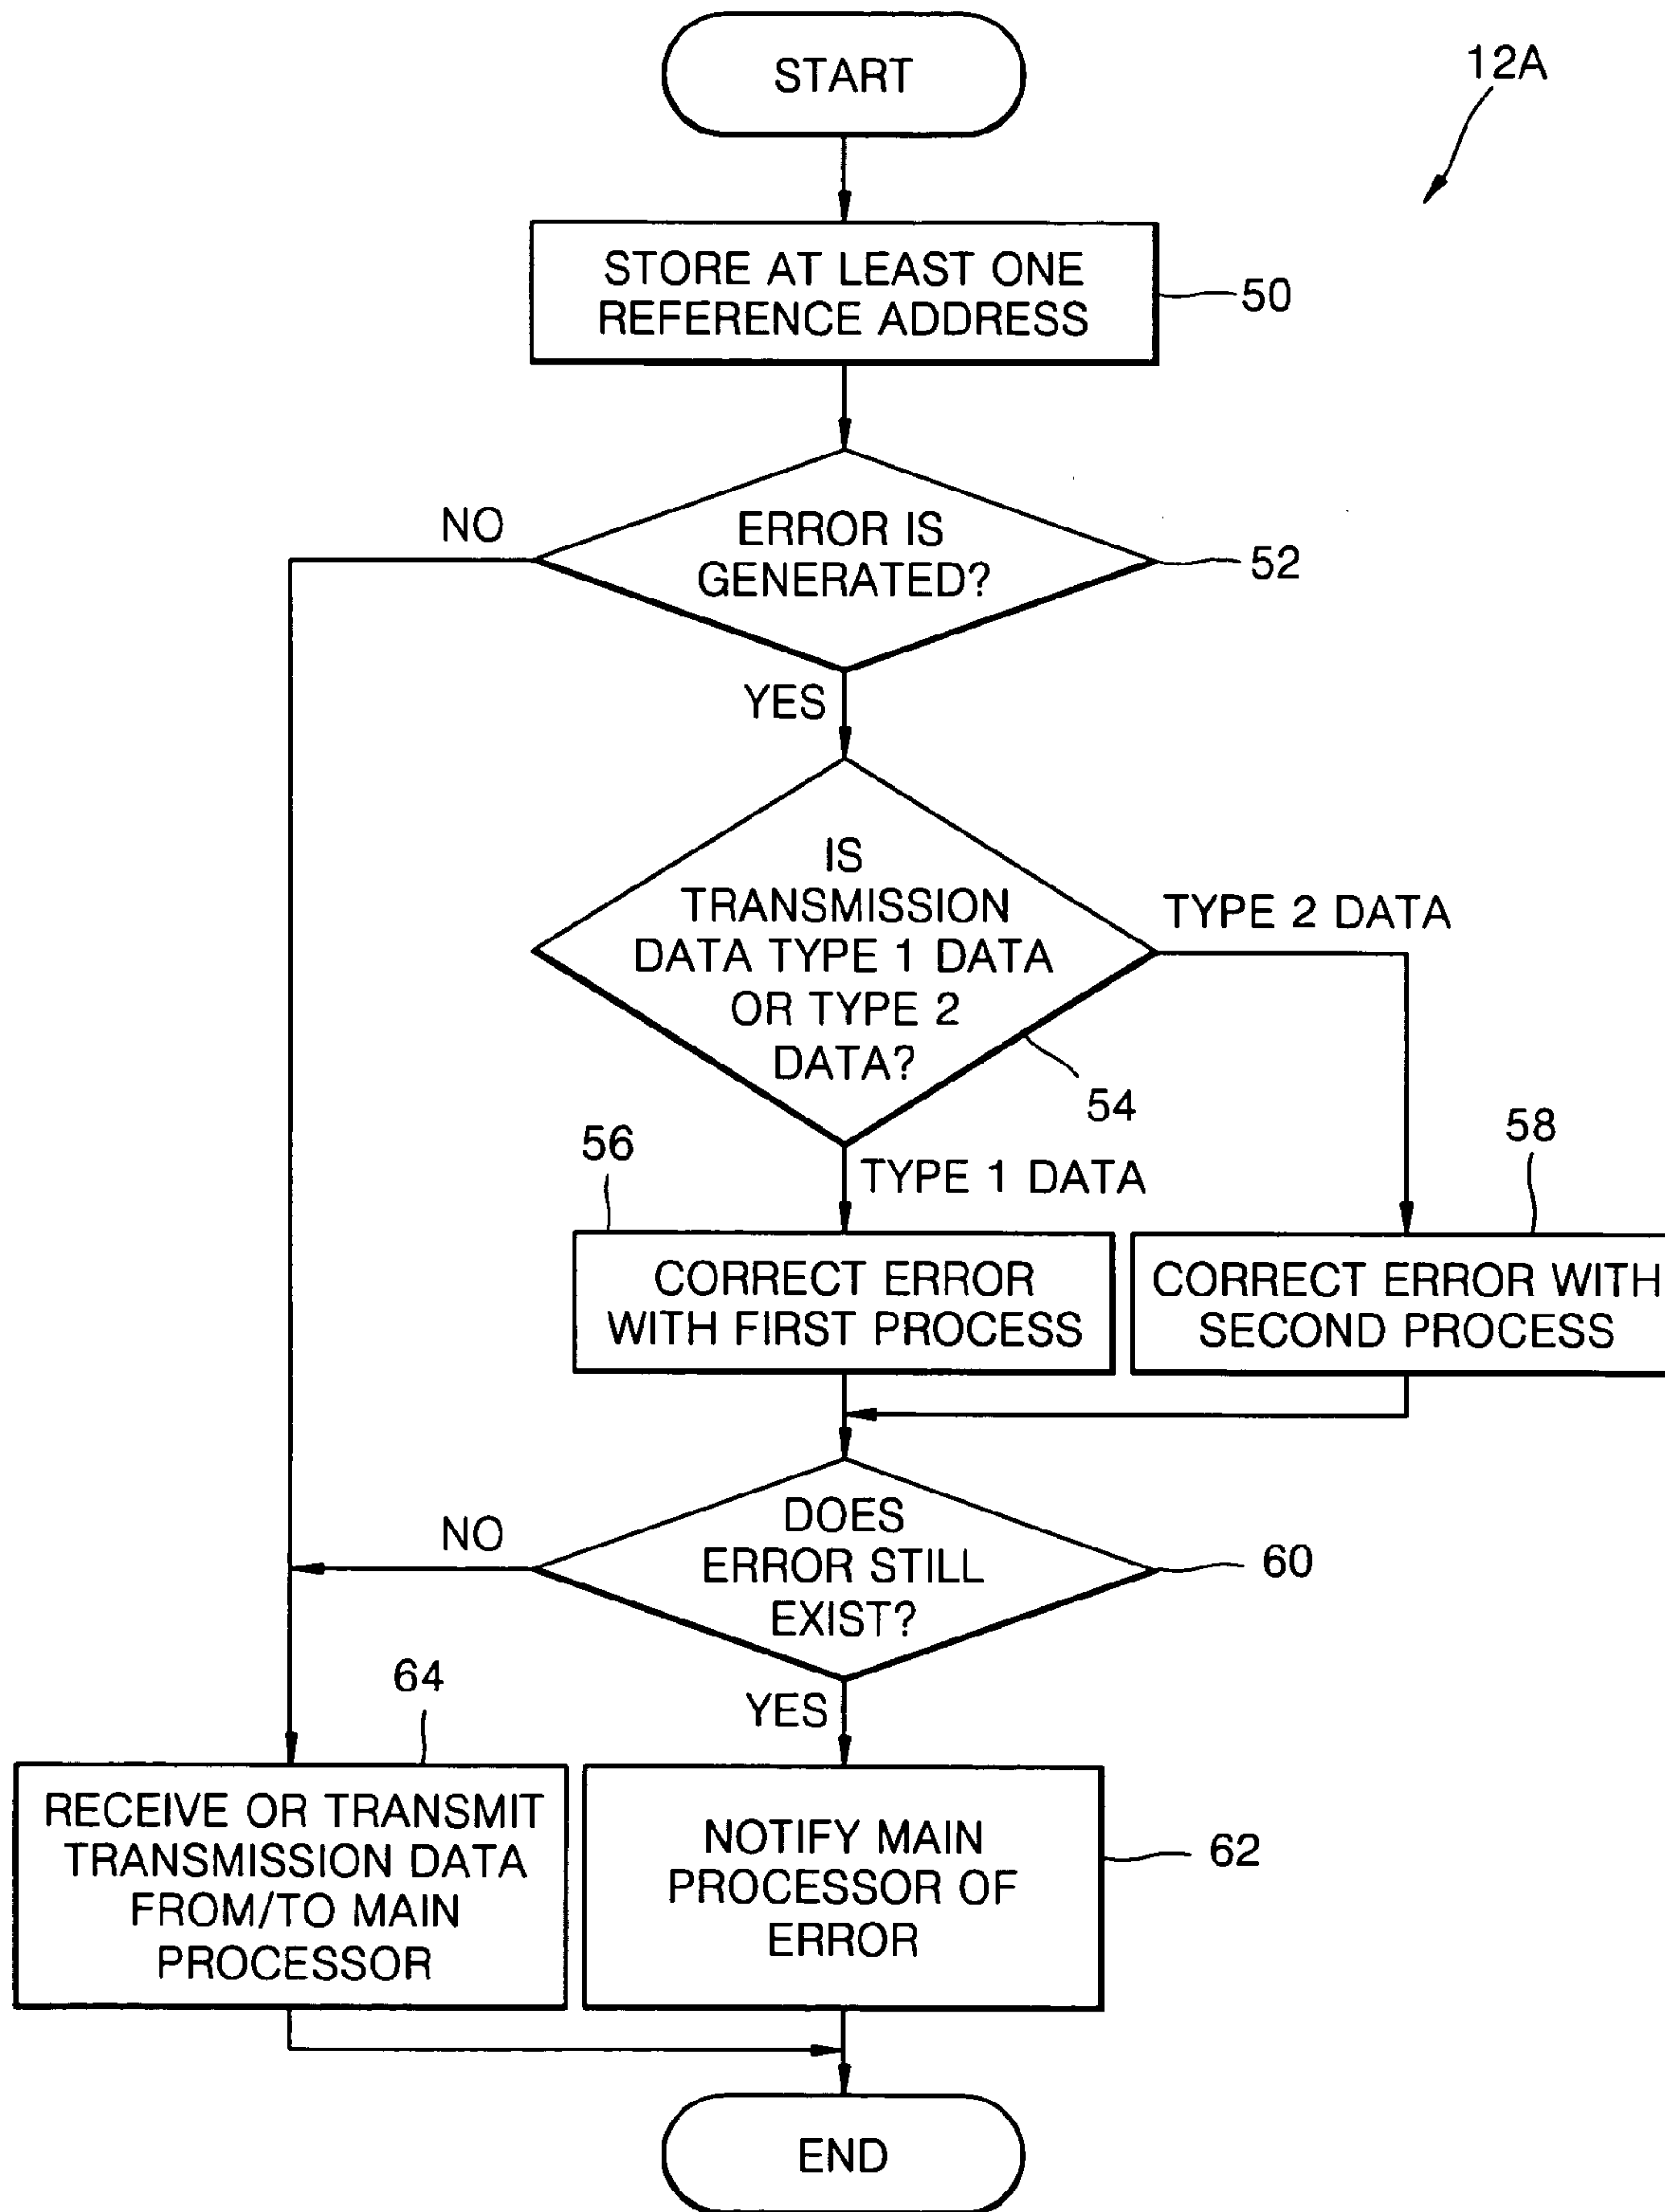 START
12A
STORE AT LEAST ONE
REFERENCE ADDRESS
50
NO
ERROR IS
GENERATED?
52
YES
IS
TRANSMISSION
DATA TYPE 1 DATA
OR TYPE 2
DATA?
TYPE 2 DATA
54
56
TYPE 1 DATA
58
CORRECT ERROR
WITH FIRST PROCESS
CORRECT ERROR WITH
SECOND PROCESS
NO
DOES
ERROR STILL
EXIST?
60
64
YES
RECEIVE OR TRANSMIT
TRANSMISSION DATA
FROM/TO MAIN
PROCESSOR
NOTIFY MAIN
PROCESSOR OF
ERROR
62
END